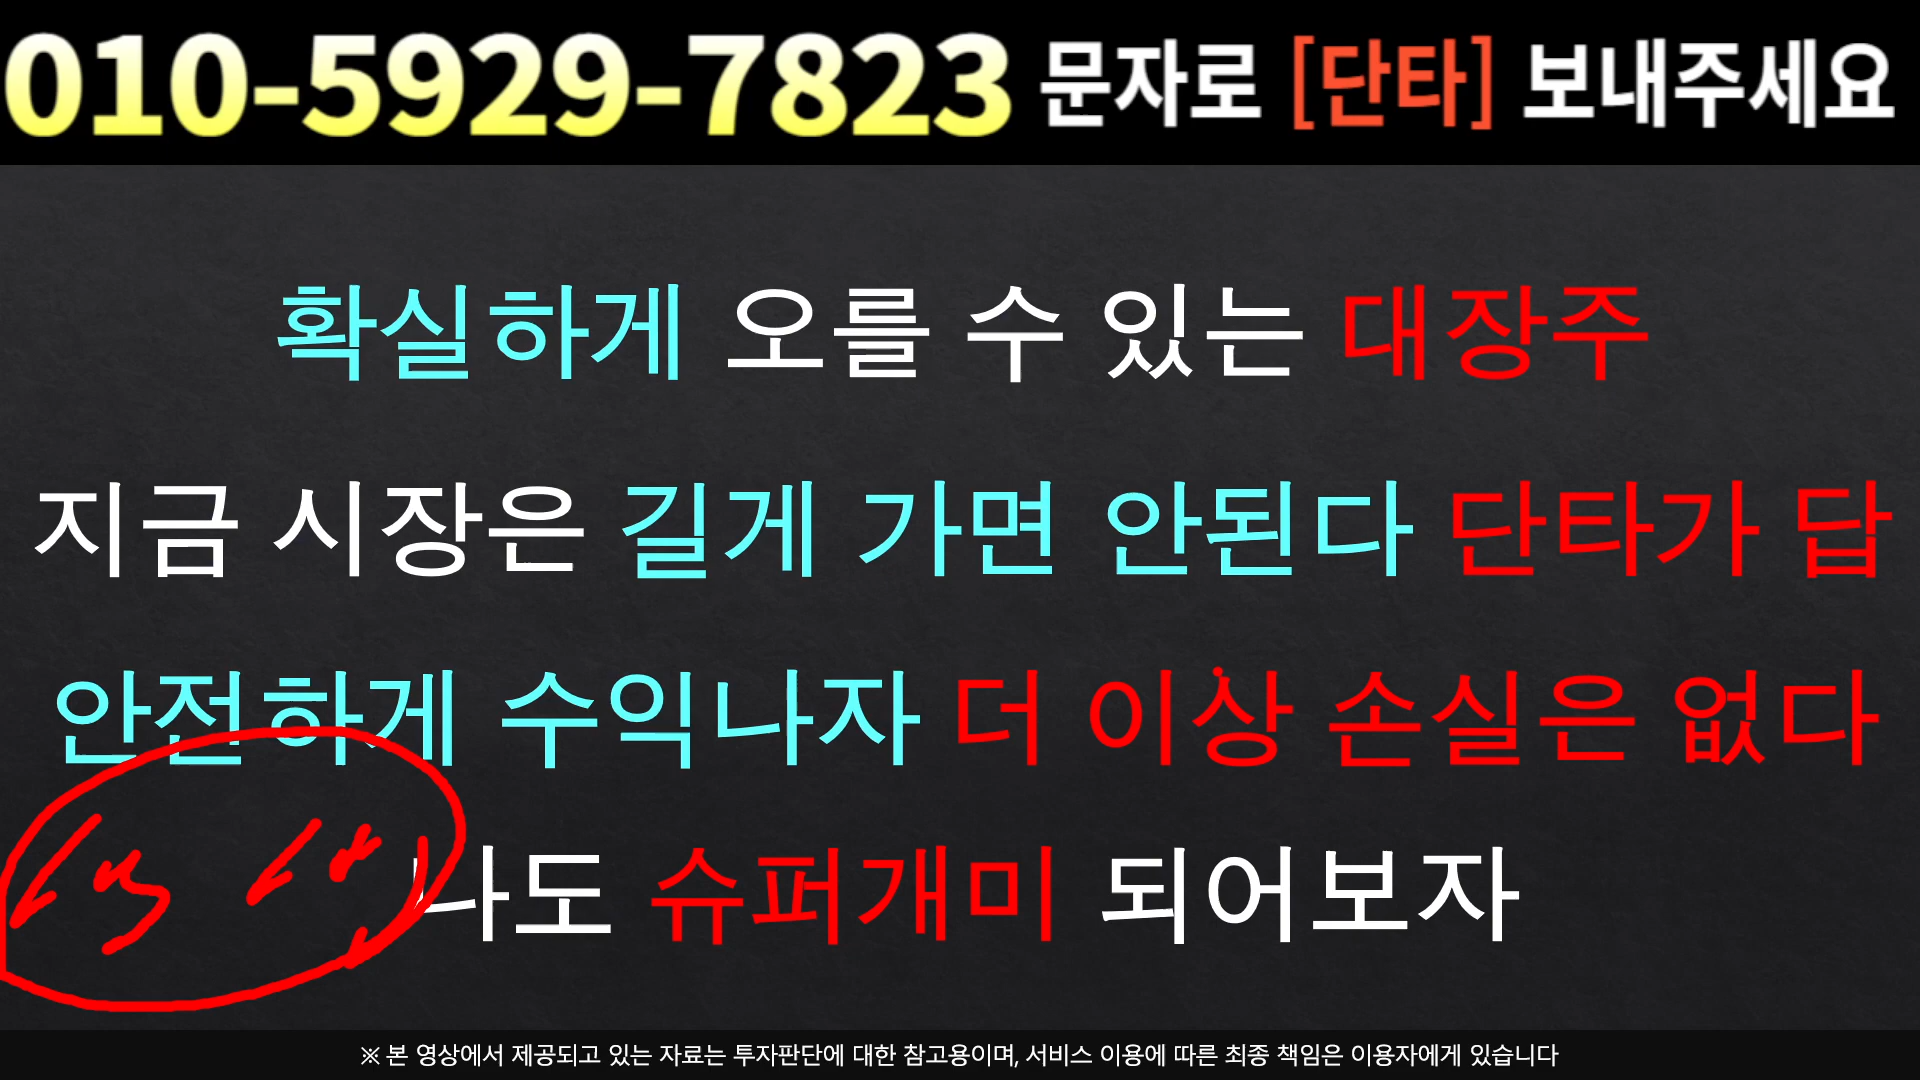 010-5929-7823 문자로 [단타] 보내주세요
확실하게 오를 수 있는 대장주
지금 시장은 길게 가면 안된다 단타가 답
안전하게 수익나자 더 이상 손실은 없다
나도 슈퍼개미 되어보자
※ 본 영상에서 제공되고 있는 자료는 투자판단에 대한 참고용이며, 서비스 이용에 따른 최종 책임은 이용자에게 있습니다